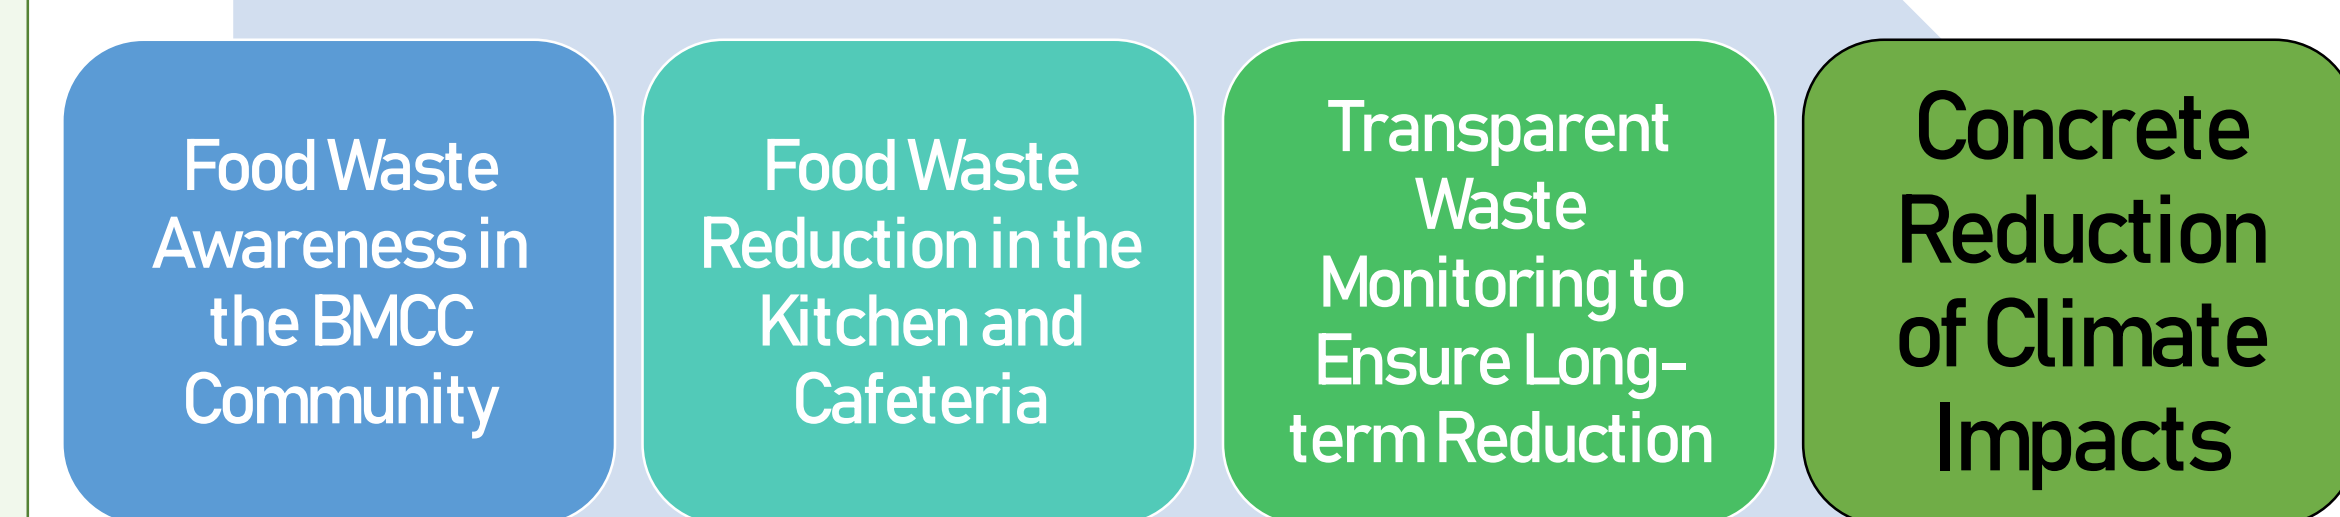 Food Waste
Awareness in
the BMCC
Community
Food Waste
Reduction in the
Kitchen and
Cafeteria
Transparent
Waste
Monitoring to
Ensure Long-
term Reduction
Concrete
Reduction
of Climate
Impacts